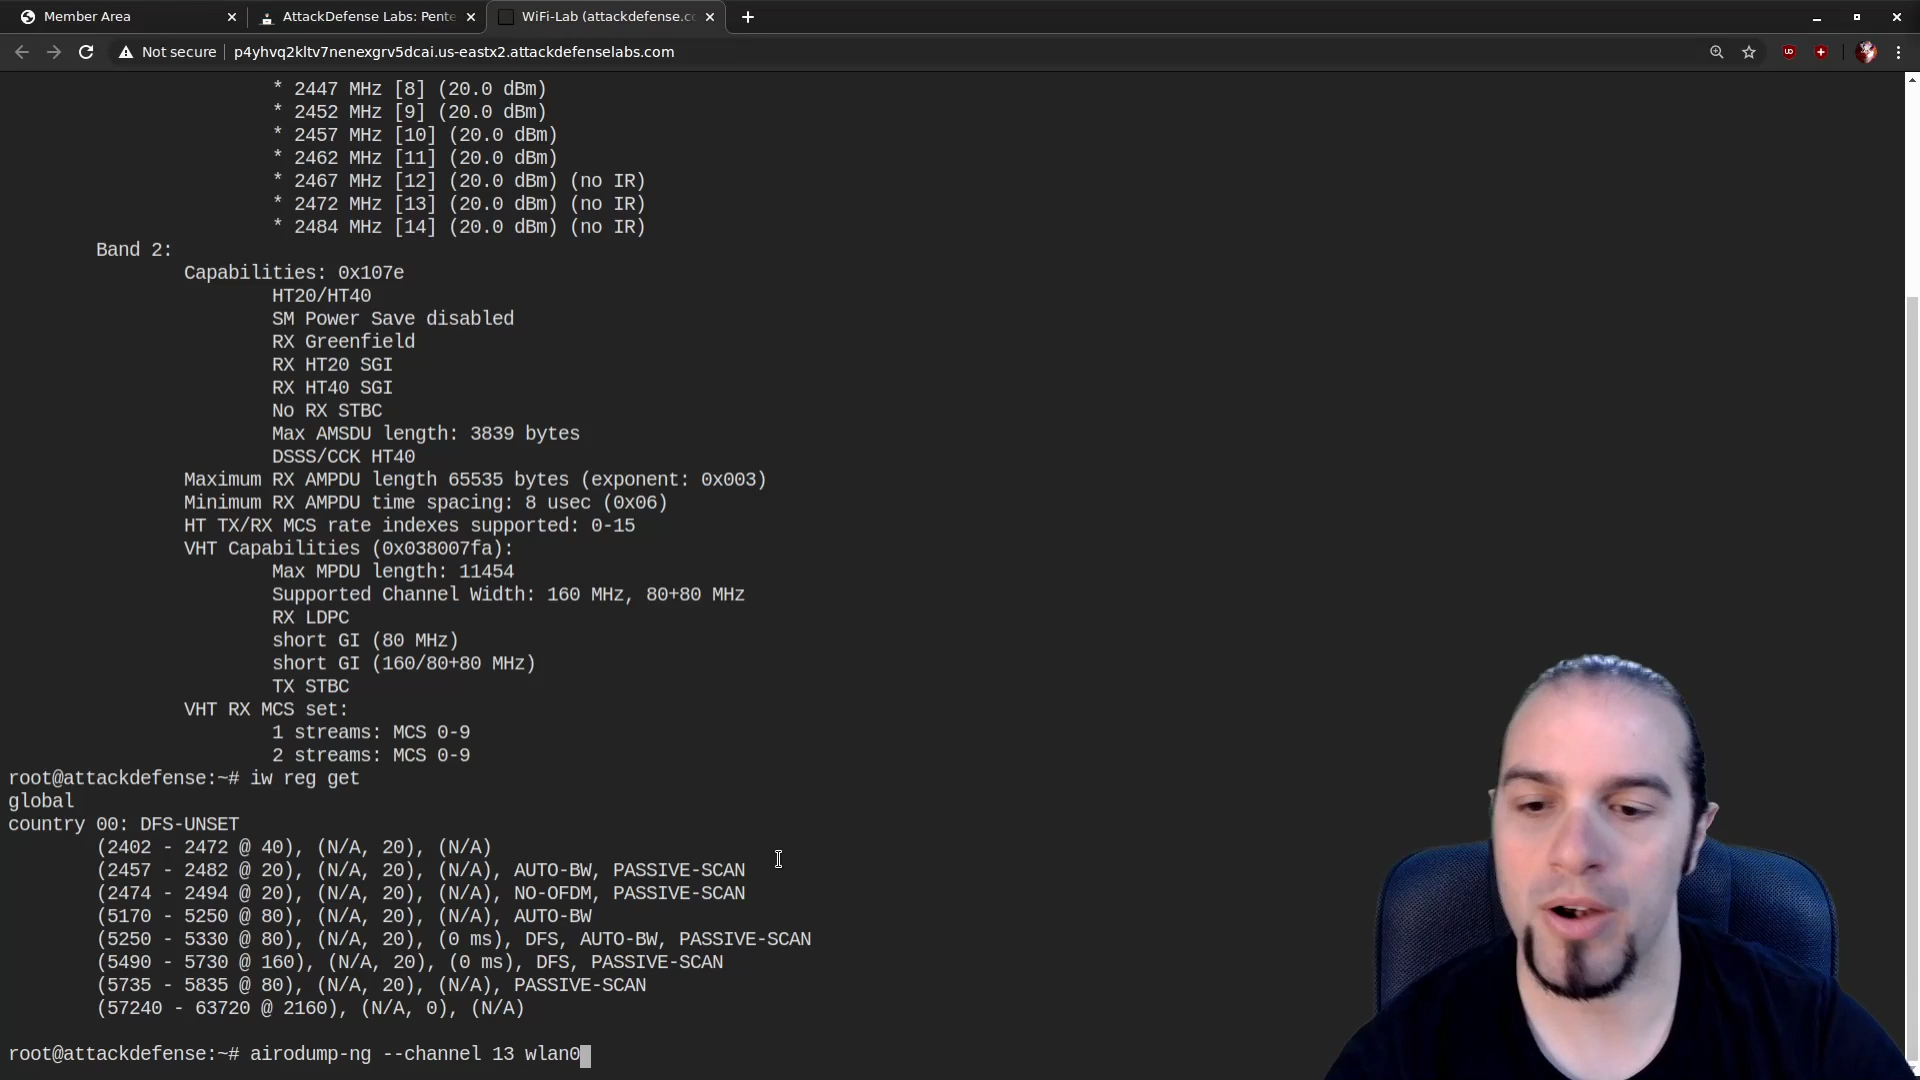 Member Area
AttackDefense Labs: Pente
WiFi-Lab (attackdefense.co
Not secure
p4yhvq2kltv7nenexgrv5dcai.us-eastx2.attackdefenselabs.com
* 2447 MHz [8] (20.0 dBm)
* 2452 MHz [9] (20.0 dBm)
* 2457 MHz [10] (20.0 dBm)
* 2462 MHz [11] (20.0 dBm)
* 2467 MHz [12] (20.0 dBm) (no IR)
* 2472 MHz [13] (20.0 dBm) (no IR)
* 2484 MHz [14] (20.0 dBm) (no IR)
Band 2:
Capabilities: 0x107e
HT20/HT40
SM Power Save disabled
RX Greenfield
RX HT20 SGI
RX HT40 SGI
No RX STBC
Max AMSDU length: 3839 bytes
DSSS/CCK HT40
Maximum RX AMPDU length 65535 bytes (exponent: 0x003)
Minimum RX AMPDU time spacing: 8 usec (0x06)
HT TX/RX MCS rate indexes supported: 0-15
VHT Capabilities (0x038007fa):
Max MPDU length: 11454
Supported Channel Width: 160 MHz, 80+80 MHz
RX LDPC
short GI (80 MHz)
short GI (160/80+80 MHz)
TX STBC
VHT RX MCS set:
1 streams: MCS 0-9
2 streams: MCS 0-9
root@attackdefense:~# iw reg get
global
country 00: DFS-UNSET
(2402 - 2472 @ 40), (N/A, 20), (N/A)
(2457 - 2482 @ 20), (N/A, 20), (N/A), AUTO-BW, PASSIVE-SCAN
(2474 - 2494 @ 20), (N/A, 20), (N/A), NO-OFDM, PASSIVE-SCAN
(5170 - 5250 @ 80), (N/A, 20), (N/A), AUTO-BW
(5250 - 5330 @ 80), (N/A, 20), (0 ms), DFS, AUTO-BW, PASSIVE-SCAN
(5490 - 5730 @ 160), (N/A, 20), (0 ms), DFS, PASSIVE-SCAN
(5735 - 5835 @ 80), (N/A, 20), (N/A), PASSIVE-SCAN
(57240 - 63720 @ 2160), (N/A, 0), (N/A)
root@attackdefense:~# airodump-ng --channel 13 wlan0